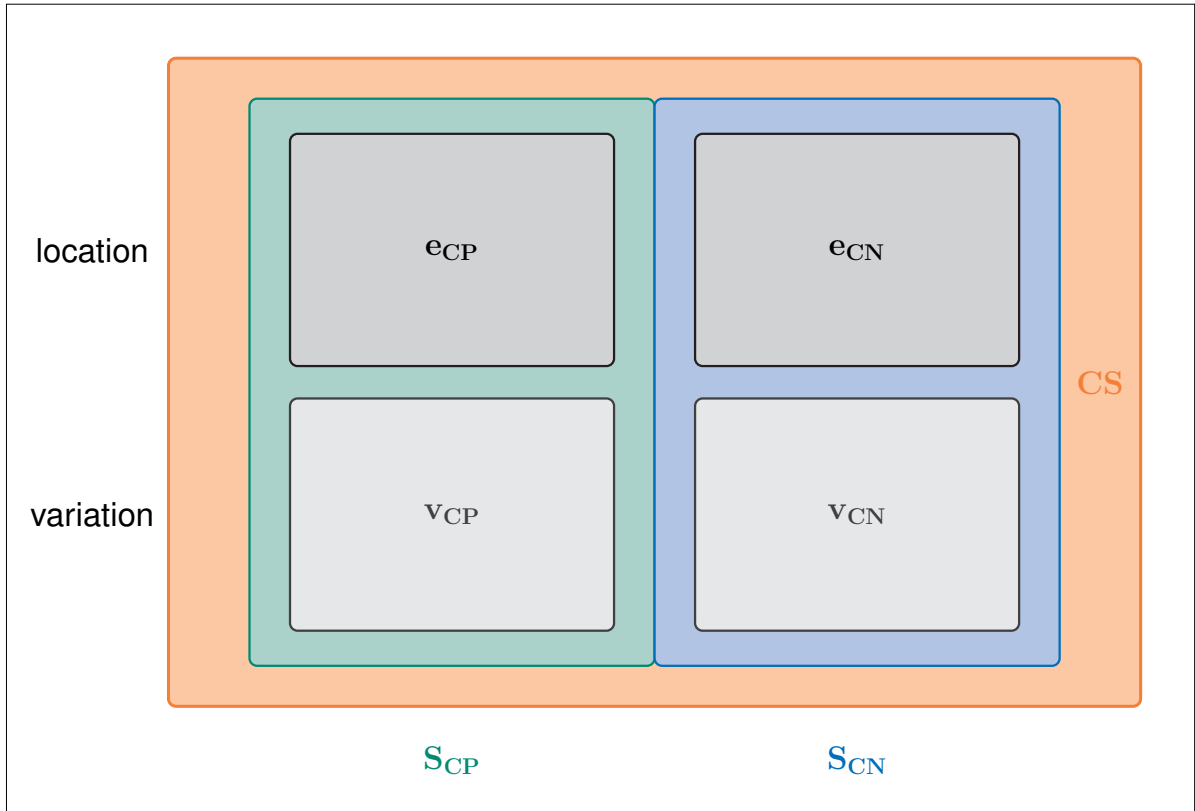 location
e_CP
e_CN
CS
variation
v_CP
v_CN
S_CP
S_CN